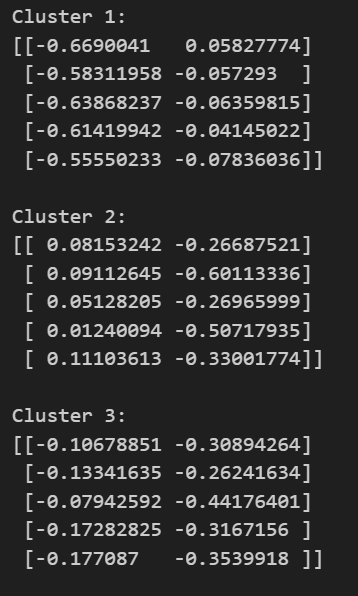 Cluster 1:
[[-0.6690041   0.05827774]
 [-0.58311958 -0.057293  ]
 [-0.63868237 -0.06359815]
 [-0.61419942 -0.04145022]
 [-0.55550233 -0.07836036]]

Cluster 2:
[[ 0.08153242 -0.26687521]
 [ 0.09112645 -0.60113336]
 [ 0.05128205 -0.26965999]
 [ 0.01240094 -0.50717935]
 [ 0.11103613 -0.33001774]]

Cluster 3:
[[-0.10678851 -0.30894264]
 [-0.13341635 -0.26241634]
 [-0.07942592 -0.44176401]
 [-0.17282825 -0.3167156 ]
 [-0.177087   -0.3539918 ]]